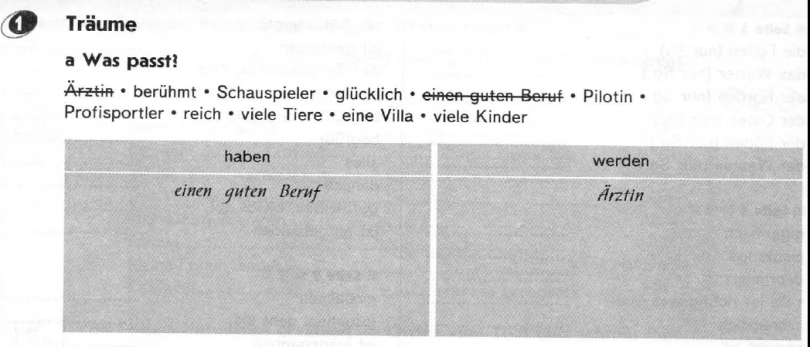 1 Träume
a Was passt?
Ärztin • berühmt • Schauspieler • glücklich • einen guten Beruf • Pilotin •
Profisportler • reich • viele Tiere • eine Villa • viele Kinder
haben werden
einen guten Beruf Ärztin